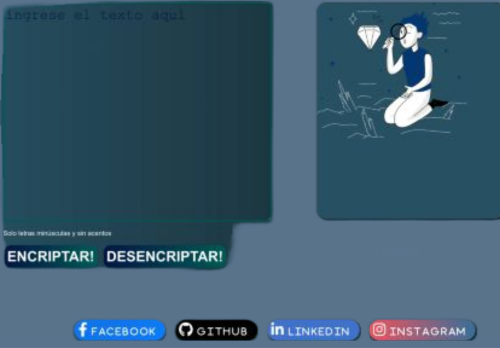 ingrese el texto aqui
Solo letras minúsculas y sin acentos
ENCRIPTAR! DESENCRIPTAR!
FACEBOOK GITHUB LINKEDIN INSTAGRAM